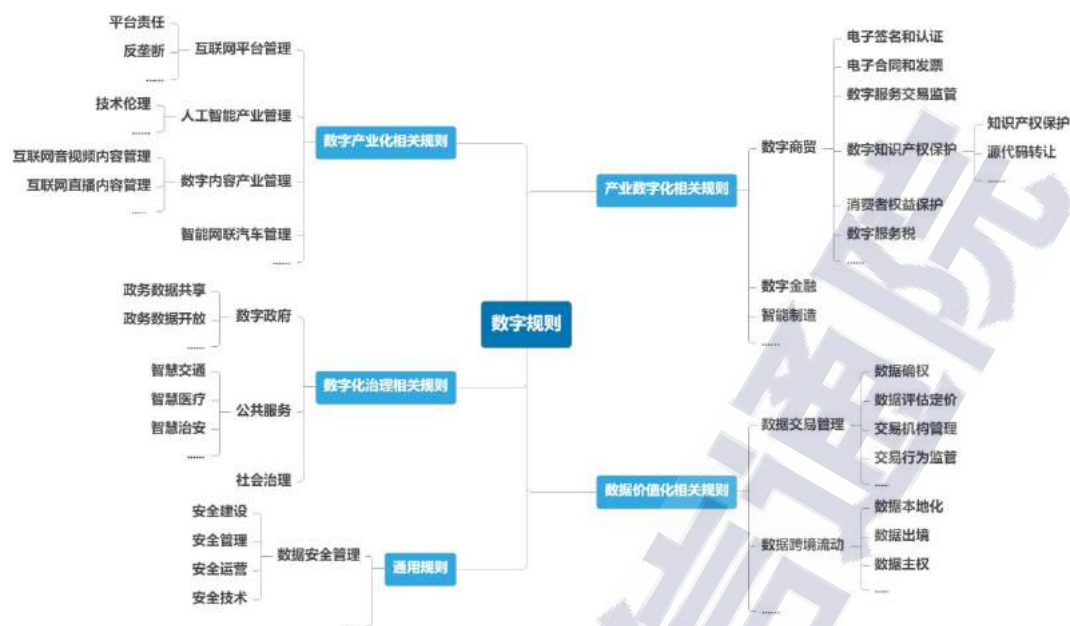 数字规则
数字产业化相关规则
互联网平台管理
平台责任
反垄断
……
人工智能产业管理
技术伦理
……
数字内容产业管理
互联网音视频内容管理
互联网直播内容管理
……
智能网联汽车管理
……
数字化治理相关规则
数字政府
政务数据共享
政务数据开放
……
公共服务
智慧交通
智慧医疗
智慧治安
……
社会治理
通用规则
数据安全管理
安全建设
安全管理
安全运营
安全技术
……
产业数字化相关规则
数字商贸
电子签名和认证
电子合同和发票
数字服务交易监管
数字知识产权保护
知识产权保护
源代码转让
……
消费者权益保护
数字服务税
……
数字金融
智能制造
……
数据价值化相关规则
数据交易管理
数据确权
数据评估定价
交易机构管理
交易行为监管
……
数据跨境流动
数据本地化
数据出境
数据主权
……
……
信通院